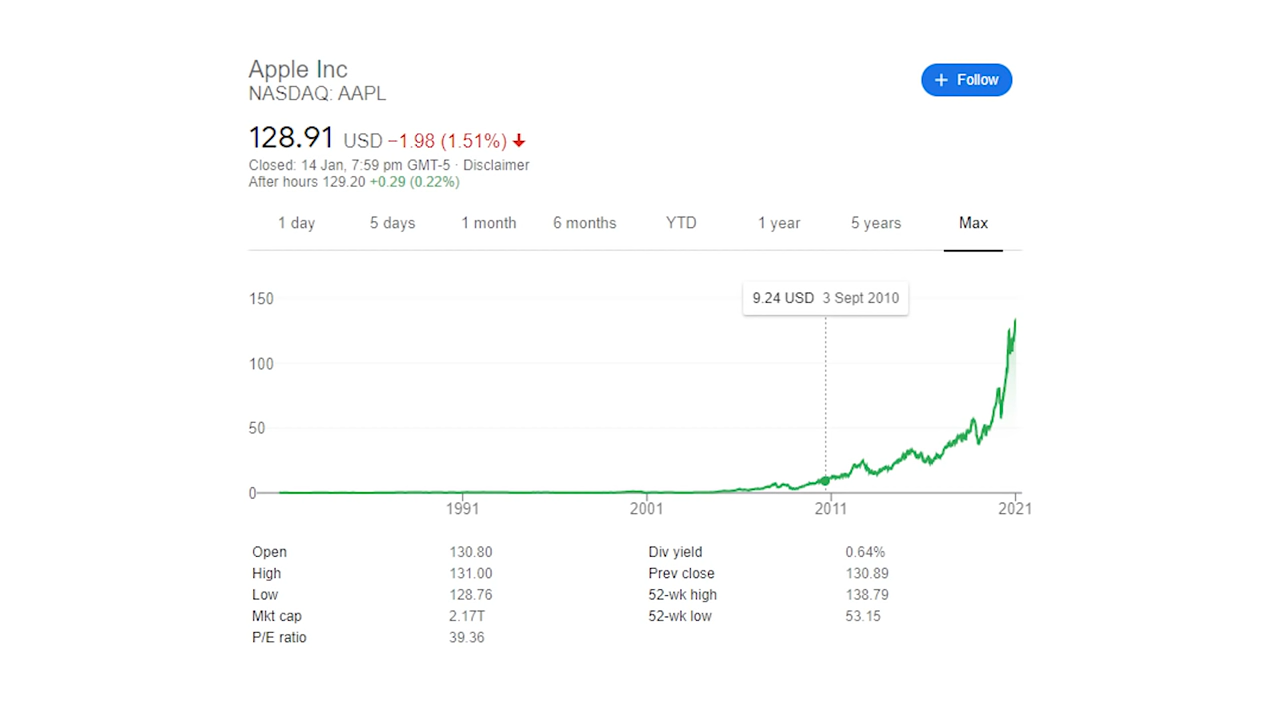 Apple Inc
NASDAQ: AAPL
+ Follow
128.91 USD −1.98 (1.51%) ↓
Closed: 14 Jan, 7:59 pm GMT-5 · Disclaimer
After hours 129.20 +0.29 (0.22%)
1 day 5 days 1 month 6 months YTD 1 year 5 years Max
9.24 USD 3 Sept 2010
150
100
50
0
1991 2001 2011 2021
Open 130.80 Div yield 0.64%
High 131.00 Prev close 130.89
Low 128.76 52-wk high 138.79
Mkt cap 2.17T 52-wk low 53.15
P/E ratio 39.36